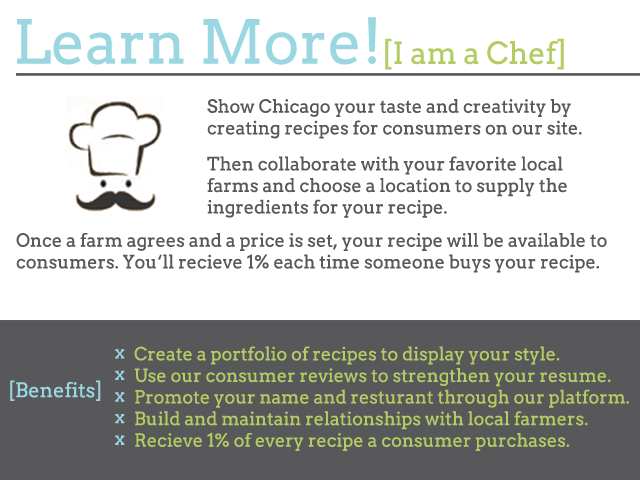 Learn More! [I am a Chef]
Show Chicago your taste and creativity by
creating recipes for consumers on our site.
Then collaborate with your favorite local
farms and choose a location to supply the
ingredients for your recipe.
Once a farm agrees and a price is set, your recipe will be available to
consumers. You’ll recieve 1% each time someone buys your recipe.
[Benefits]
x Create a portfolio of recipes to display your style.
x Use our consumer reviews to strengthen your resume.
x Promote your name and resturant through our platform.
x Build and maintain relationships with local farmers.
x Recieve 1% of every recipe a consumer purchases.